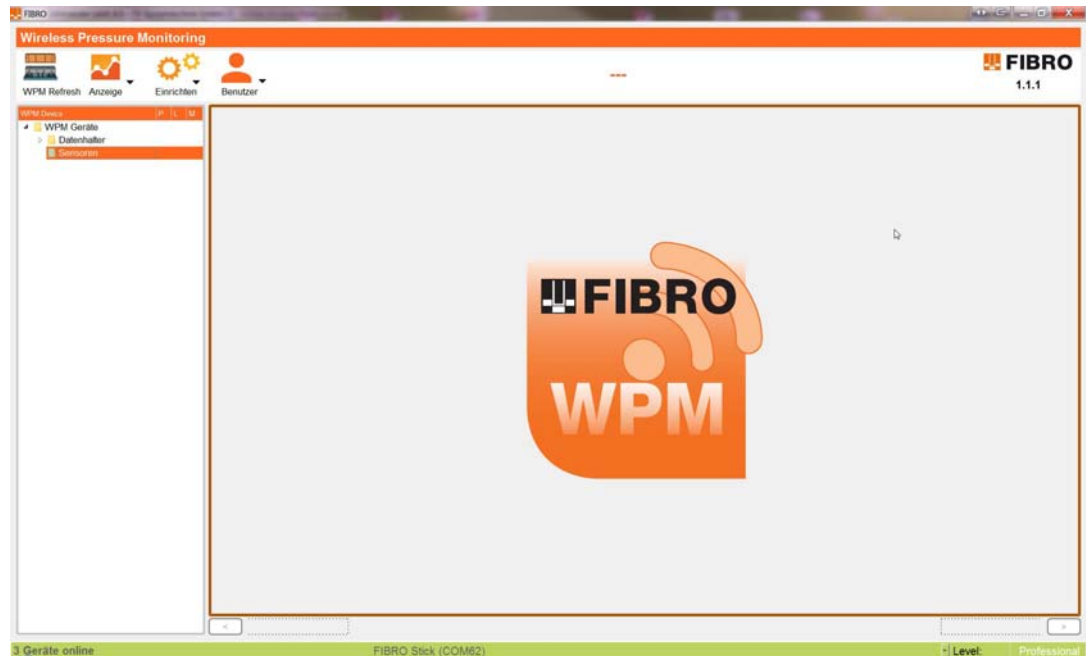 FIBRO
Wireless Pressure Monitoring
WPM Refresh Anzeige Einrichten Benutzer
---
FIBRO
1.1.1
WPM Device P L M
WPM Geräte
Datenhalter
Sensoren
FIBRO
WPM
< >
3 Geräte online FIBRO Stick (COM62) Level: Professional